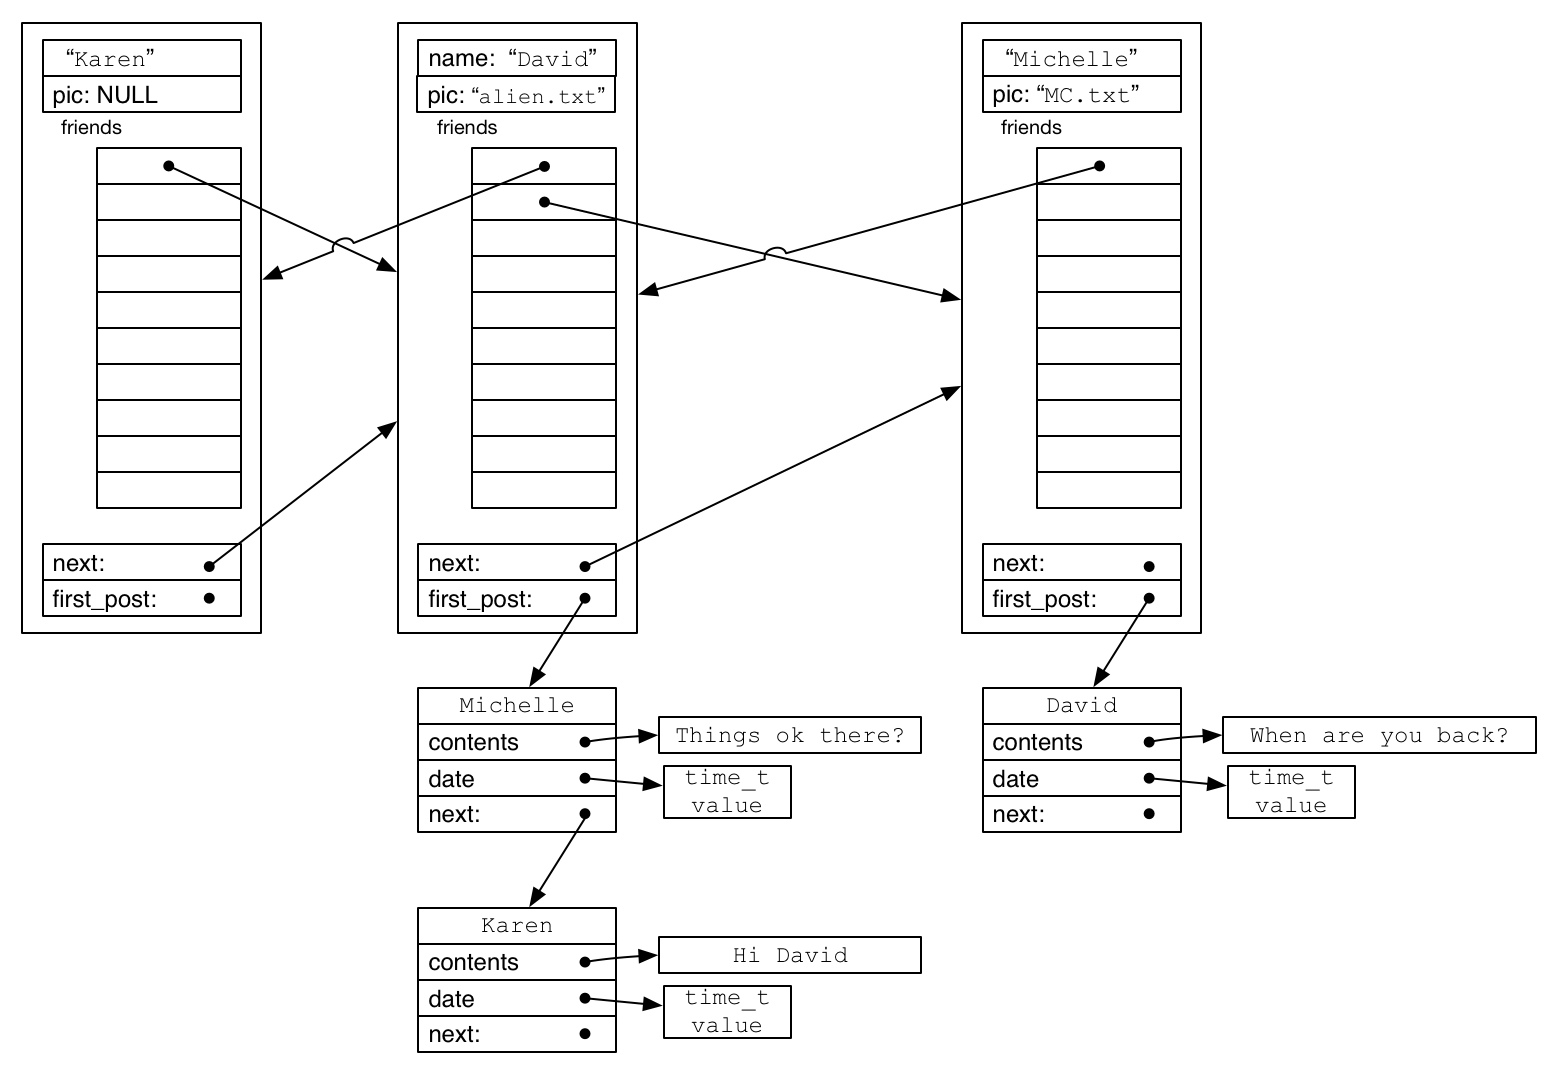 “Karen”
pic: NULL
friends
next:
first_post:
name: “David”
pic: “alien.txt”
friends
next:
first_post:
“Michelle”
pic: “MC.txt”
friends
next:
first_post:
Michelle
contents
date
next:
Things ok there?
time_t
value
Karen
contents
date
next:
Hi David
time_t
value
David
contents
date
next:
When are you back?
time_t
value